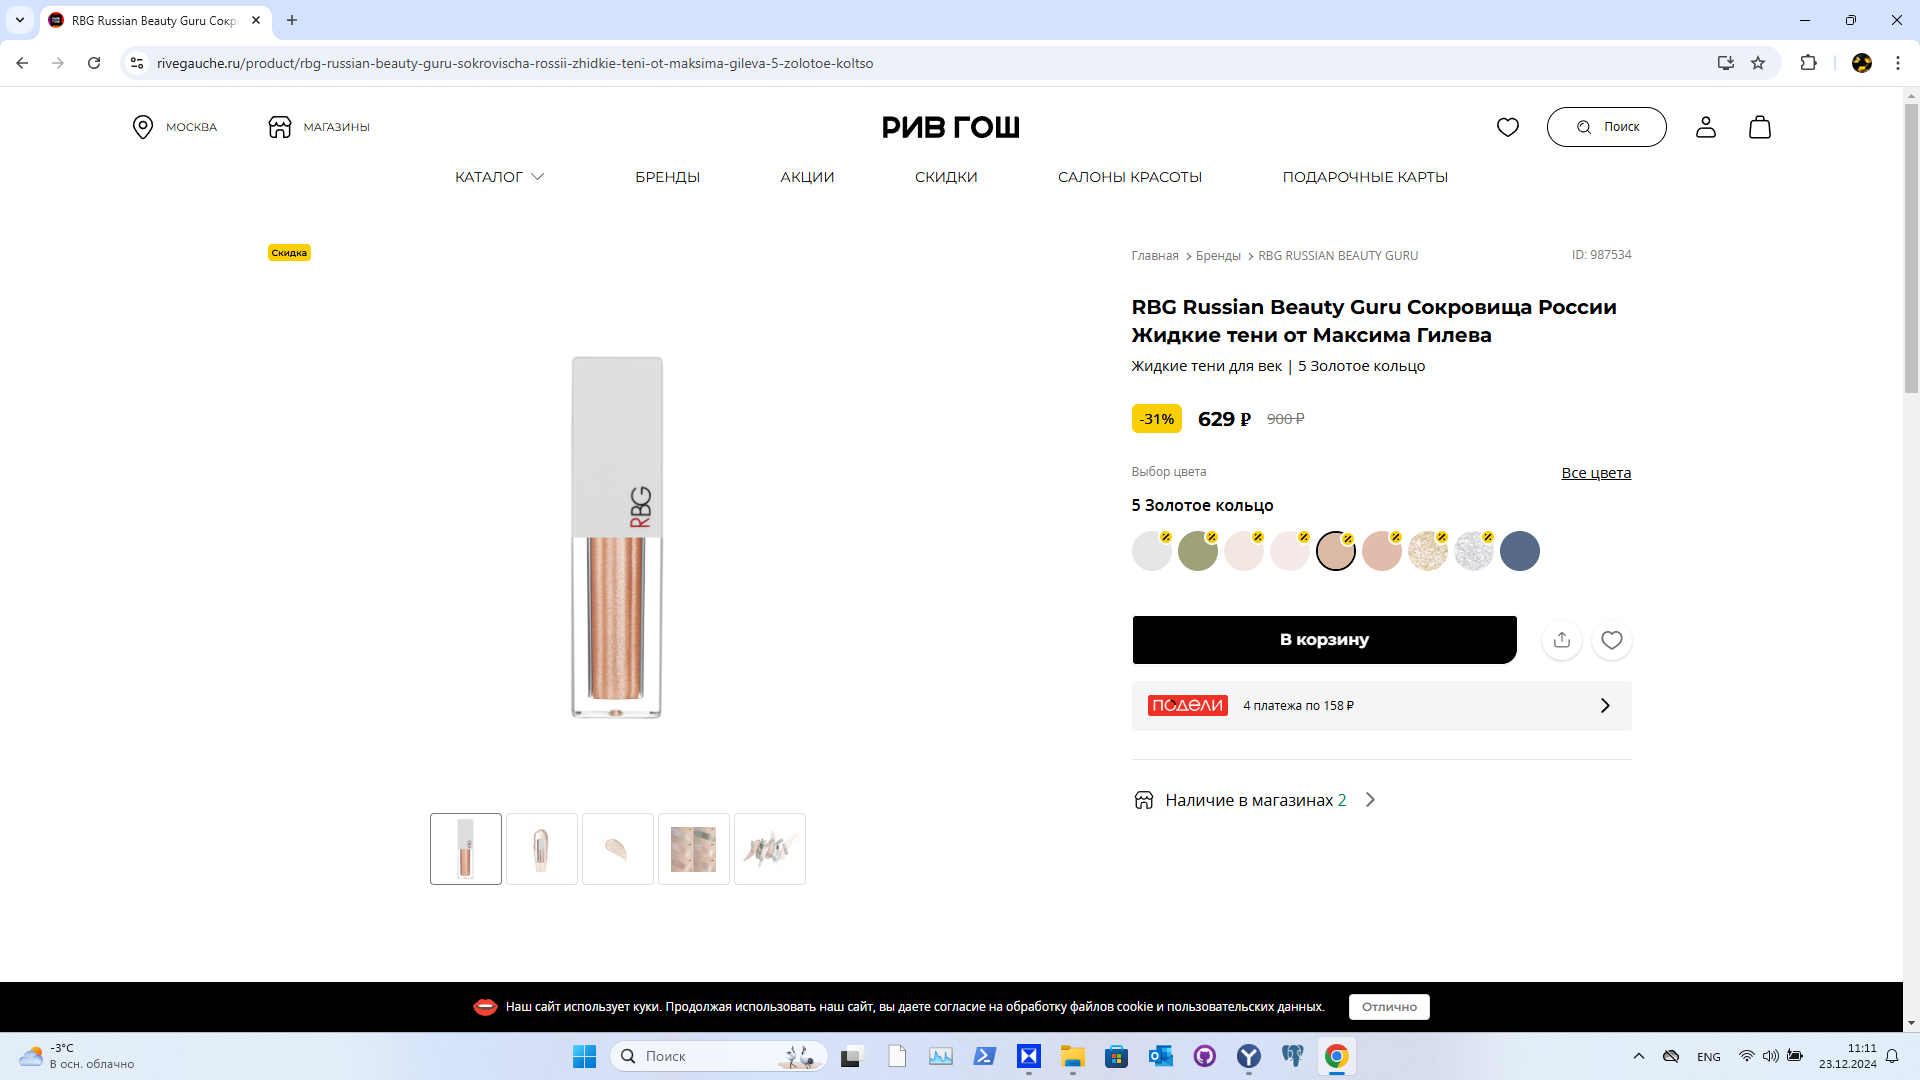 RBG Russian Beauty Guru Сокр
rivegauche.ru/product/rbg-russian-beauty-guru-sokrovischa-rossii-zhidkie-teni-ot-maksima-gileva-5-zolotoe-koltso
МОСКВА
МАГАЗИНЫ
РИВ ГОШ
Поиск
КАТАЛОГ
БРЕНДЫ
АКЦИИ
СКИДКИ
САЛОНЫ КРАСОТЫ
ПОДАРОЧНЫЕ КАРТЫ
Скидка
RBG
Главная > Бренды > RBG RUSSIAN BEAUTY GURU
ID: 987534
RBG Russian Beauty Guru Сокровища России
Жидкие тени от Максима Гилева
Жидкие тени для век | 5 Золотое кольцо
-31% 629 ₽ 900 ₽
Выбор цвета
Все цвета
5 Золотое кольцо
В корзину
ПОДЕЛИ
4 платежа по 158 ₽
Наличие в магазинах 2
Наш сайт использует куки. Продолжая использовать наш сайт, вы даете согласие на обработку файлов cookie и пользовательских данных.
Отлично
-3°C
В осн. облачно
Поиск
ENG
11:11
23.12.2024